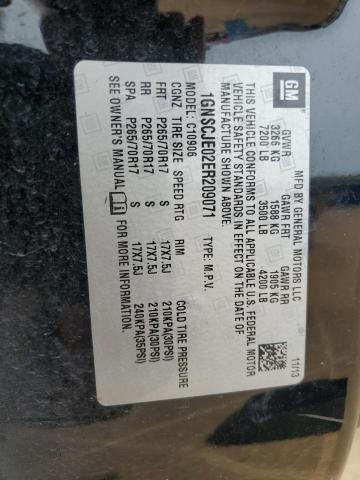 GM
MFD BY GENERAL MOTORS LLC 11/13
GVWR GAWR FRT GAWR RR
3266 KG 1588 KG 1905 KG
7200 LB 3500 LB 4200 LB
THIS VEHICLE CONFORMS TO ALL APPLICABLE U.S. FEDERAL MOTOR
VEHICLE SAFETY STANDARDS IN EFFECT ON THE DATE OF
MANUFACTURE SHOWN ABOVE.
1GNSCJE02ER209071 TYPE: M.P.V.
MODEL: C10906
CGNZ TIRE SIZE SPEED RTG RIM COLD TIRE PRESSURE
FRT P265/70R17 S 17X7.5J 210KPA(30PSI)
RR P265/70R17 S 17X7.5J 210KPA(30PSI)
SPA P265/70R17 S 17X7.5J 240KPA(35PSI)
SEE OWNER'S MANUAL